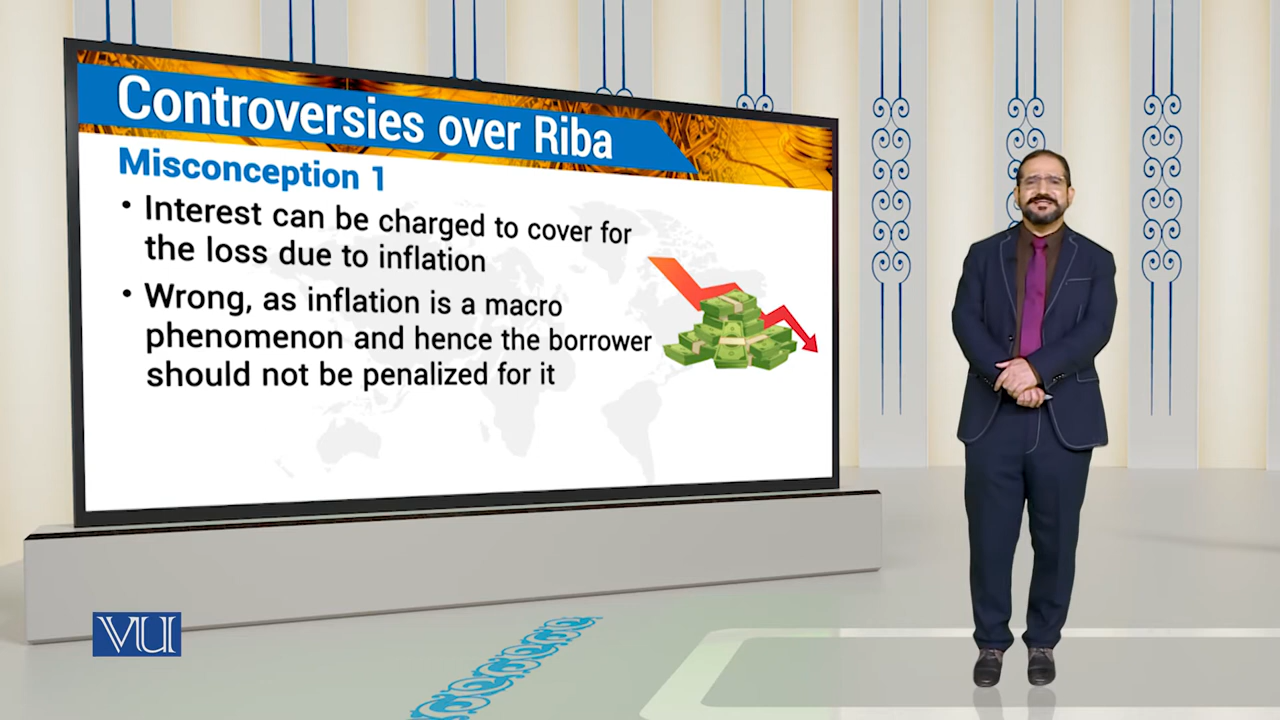 Controversies over Riba
Misconception 1
• Interest can be charged to cover for
the loss due to inflation
• Wrong, as inflation is a macro
phenomenon and hence the borrower
should not be penalized for it
VU